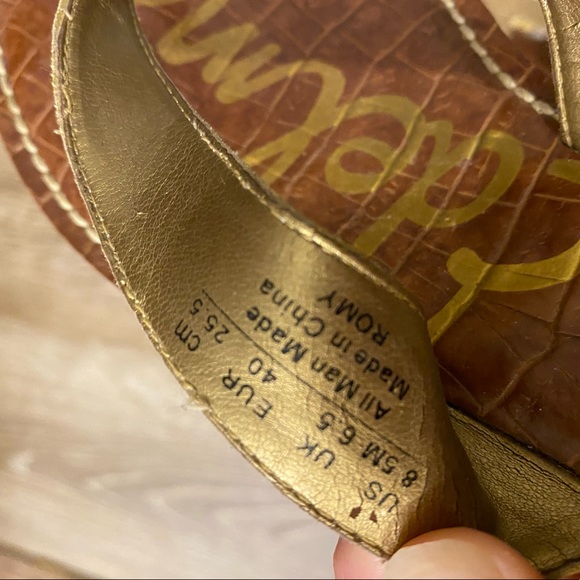 US UK EUR cm
8.5M 6.5 40 25.5
All Man Made
Made in China
ROMY